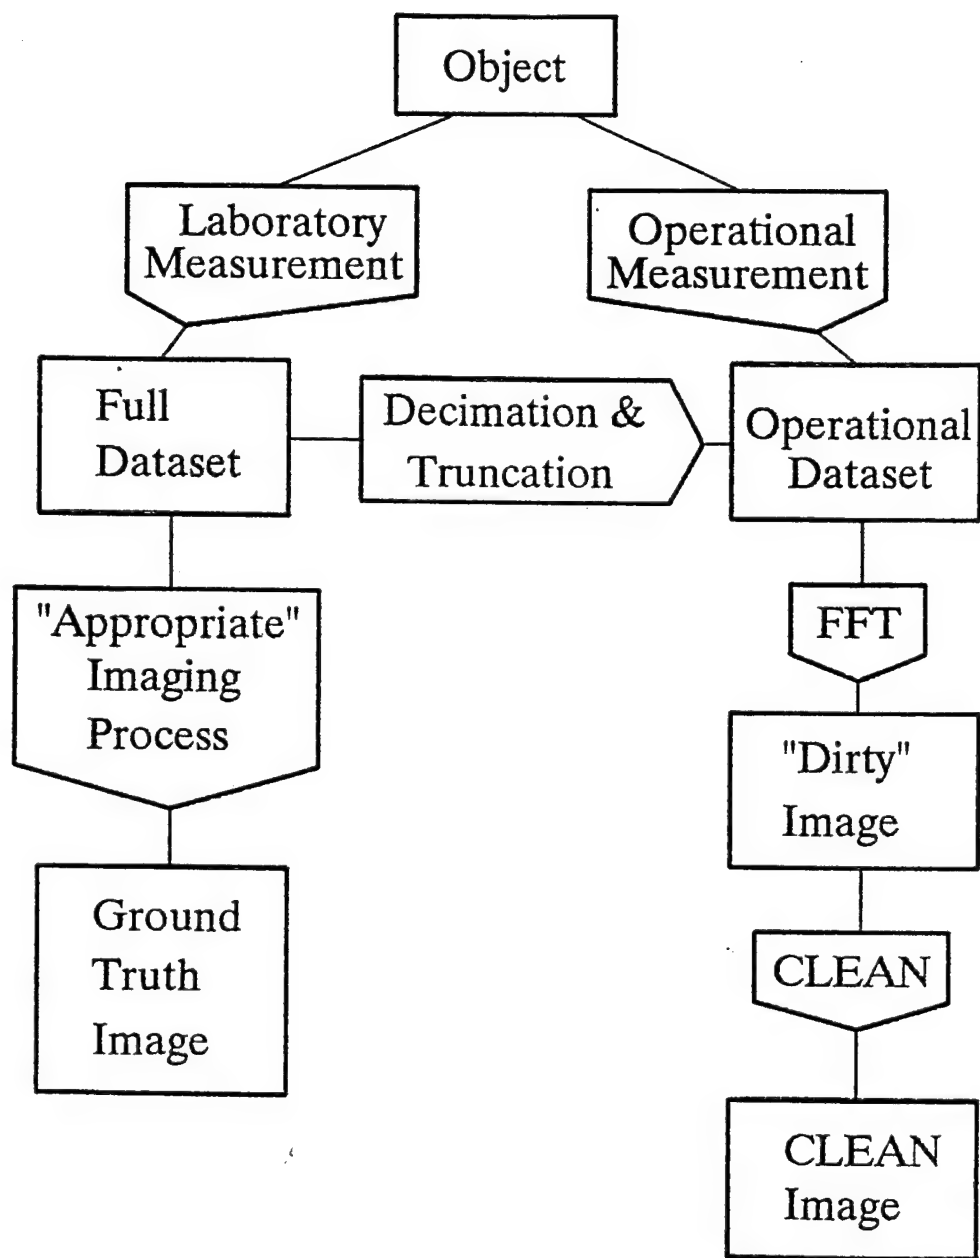 Object
Laboratory
Measurement
Operational
Measurement
Full
Dataset
Decimation &
Truncation
Operational
Dataset
"Appropriate"
Imaging
Process
FFT
"Dirty"
Image
Ground
Truth
Image
CLEAN
CLEAN
Image